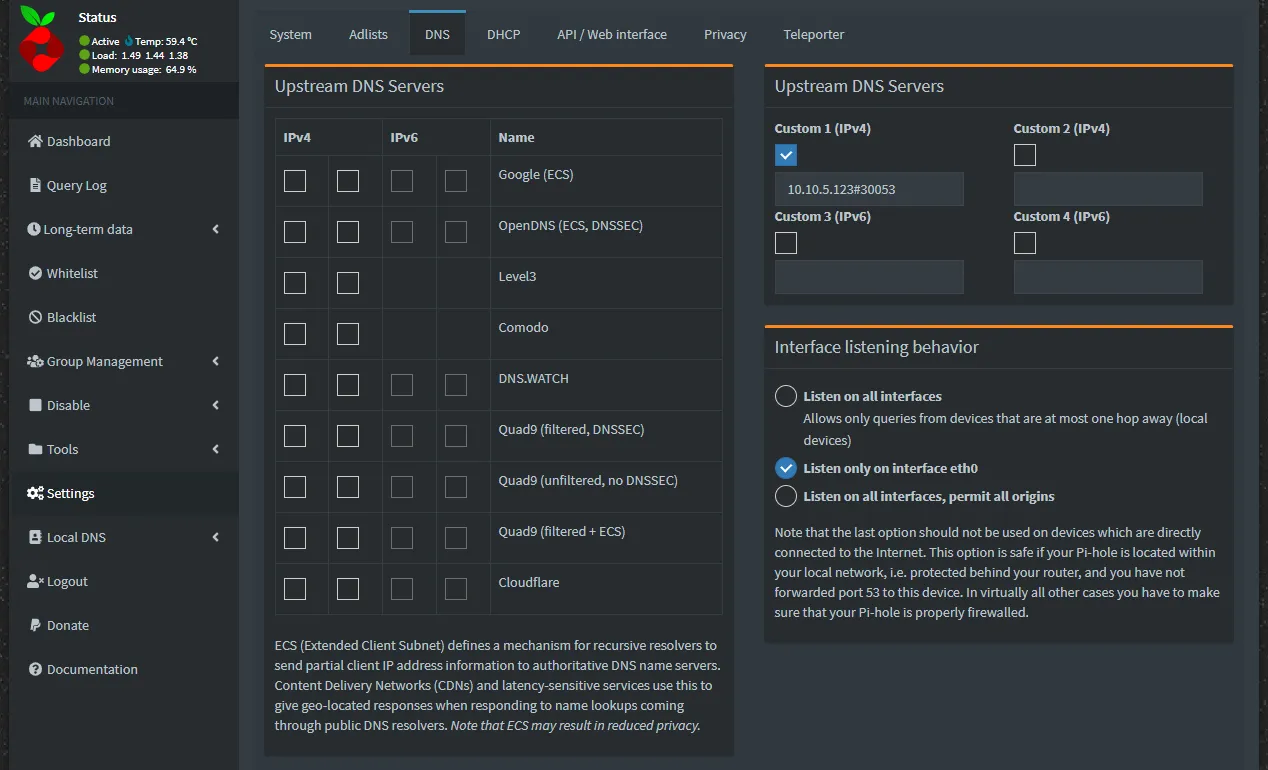 Status
Active Temp: 59.4 °C
Load: 1.49 1.44 1.38
Memory usage: 64.9 %
MAIN NAVIGATION
Dashboard
Query Log
Long-term data
Whitelist
Blacklist
Group Management
Disable
Tools
Settings
Local DNS
Logout
Donate
Documentation
System
Adlists
DNS
DHCP
API / Web interface
Privacy
Teleporter
Upstream DNS Servers
IPv4 IPv6 Name
Google (ECS)
OpenDNS (ECS, DNSSEC)
Level3
Comodo
DNS.WATCH
Quad9 (filtered, DNSSEC)
Quad9 (unfiltered, no DNSSEC)
Quad9 (filtered + ECS)
Cloudflare
ECS (Extended Client Subnet) defines a mechanism for recursive resolvers to
send partial client IP address information to authoritative DNS name servers.
Content Delivery Networks (CDNs) and latency-sensitive services use this to
give geo-located responses when responding to name lookups coming
through public DNS resolvers. Note that ECS may result in reduced privacy.
Upstream DNS Servers
Custom 1 (IPv4)
10.10.5.123#30053
Custom 2 (IPv4)
Custom 3 (IPv6)
Custom 4 (IPv6)
Interface listening behavior
Listen on all interfaces
Allows only queries from devices that are at most one hop away (local
devices)
Listen only on interface eth0
Listen on all interfaces, permit all origins
Note that the last option should not be used on devices which are directly
connected to the Internet. This option is safe if your Pi-hole is located within
your local network, i.e. protected behind your router, and you have not
forwarded port 53 to this device. In virtually all other cases you have to make
sure that your Pi-hole is properly firewalled.